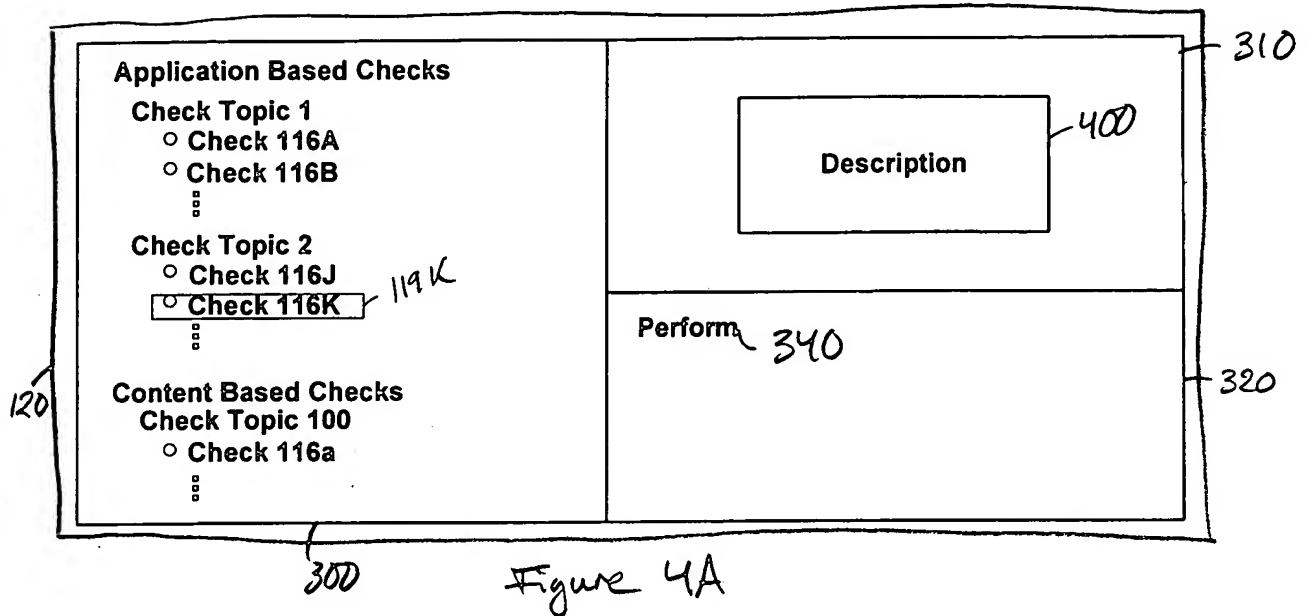 Application Based Checks
Check Topic 1
Check 116A
Check 116B
Check Topic 2
Check 116J
Check 116K
119K
Content Based Checks
Check Topic 100
Check 116a
310
400
Description
Perform 340
320
120
300
Figure 4A